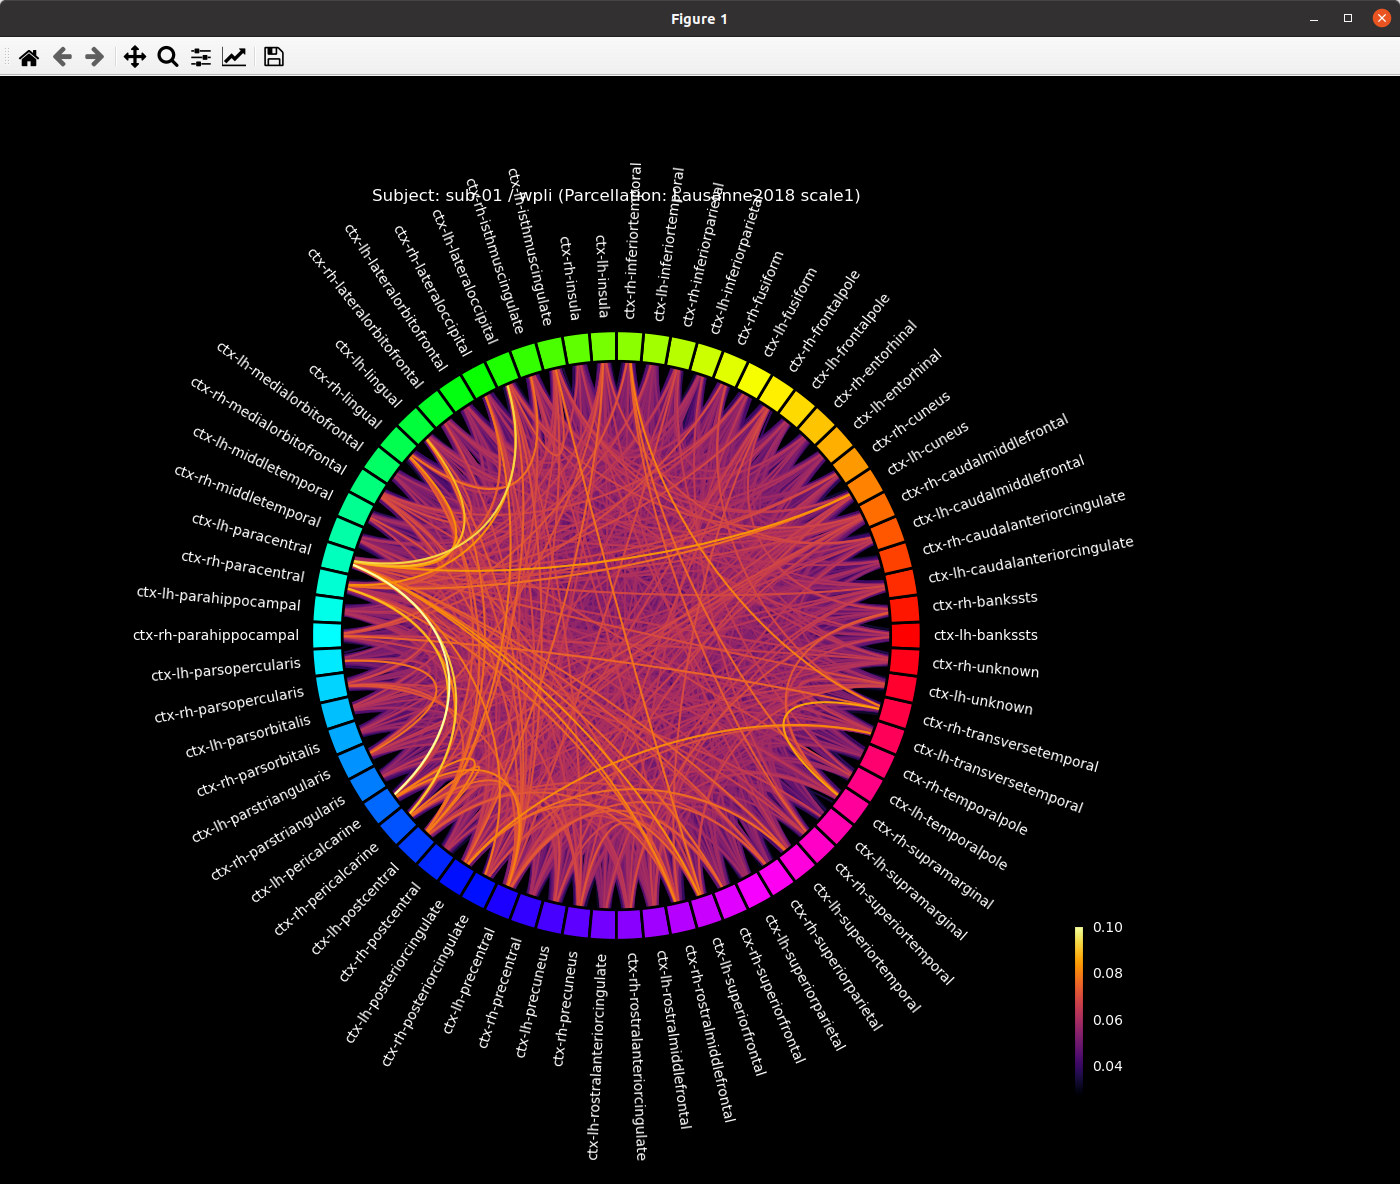 Figure 1
Subject: sub-01 / wpli (Parcellation: Lausanne2018 scale1)
ctx-rh-inferiortemporal
ctx-lh-inferiortemporal
ctx-rh-inferiorparietal
ctx-lh-inferiorparietal
ctx-rh-fusiform
ctx-lh-fusiform
ctx-rh-frontalpole
ctx-lh-frontalpole
ctx-rh-entorhinal
ctx-lh-entorhinal
ctx-rh-cuneus
ctx-lh-cuneus
ctx-rh-caudalmiddlefrontal
ctx-lh-caudalmiddlefrontal
ctx-rh-caudalanteriorcingulate
ctx-lh-caudalanteriorcingulate
ctx-rh-bankssts
ctx-lh-bankssts
ctx-rh-unknown
ctx-lh-unknown
ctx-rh-transversetemporal
ctx-lh-transversetemporal
ctx-rh-temporalpole
ctx-lh-temporalpole
ctx-rh-supramarginal
ctx-lh-supramarginal
ctx-rh-superiortemporal
ctx-lh-superiortemporal
ctx-rh-superiorparietal
ctx-lh-superiorparietal
ctx-rh-superiorfrontal
ctx-lh-superiorfrontal
ctx-rh-rostralmiddlefrontal
ctx-lh-rostralmiddlefrontal
ctx-rh-rostralanteriorcingulate
ctx-lh-rostralanteriorcingulate
ctx-rh-precuneus
ctx-lh-precuneus
ctx-rh-precentral
ctx-lh-precentral
ctx-rh-posteriorcingulate
ctx-lh-posteriorcingulate
ctx-rh-postcentral
ctx-lh-postcentral
ctx-rh-pericalcarine
ctx-lh-pericalcarine
ctx-rh-parstriangularis
ctx-lh-parstriangularis
ctx-rh-parsorbitalis
ctx-lh-parsorbitalis
ctx-rh-parsopercularis
ctx-lh-parsopercularis
ctx-rh-parahippocampal
ctx-lh-parahippocampal
ctx-rh-paracentral
ctx-lh-paracentral
ctx-rh-middletemporal
ctx-lh-middletemporal
ctx-rh-medialorbitofrontal
ctx-lh-medialorbitofrontal
ctx-rh-lingual
ctx-lh-lingual
ctx-rh-lateralorbitofrontal
ctx-lh-lateralorbitofrontal
ctx-rh-lateraloccipital
ctx-lh-lateraloccipital
ctx-rh-isthmuscingulate
ctx-lh-isthmuscingulate
ctx-rh-insula
ctx-lh-insula
0.10
0.08
0.06
0.04